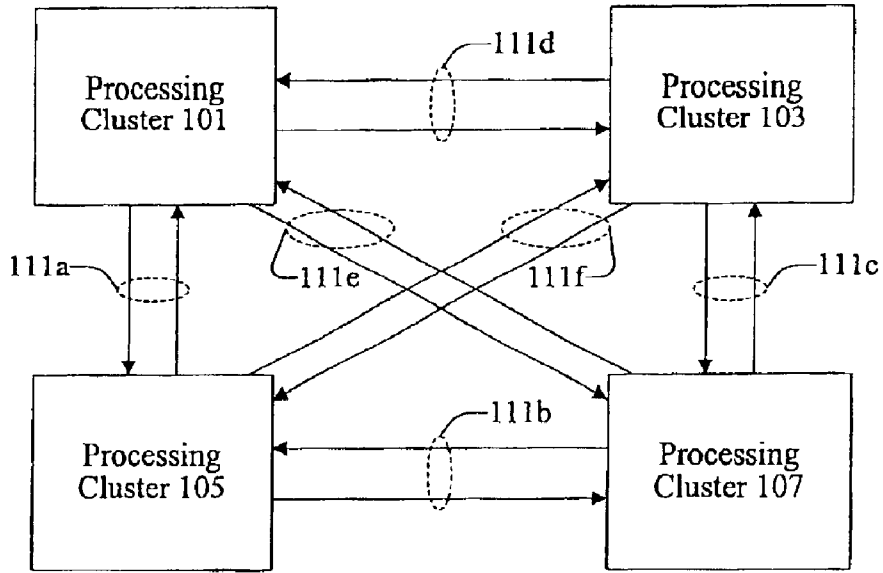 111d
Processing
Cluster 101
Processing
Cluster 103
111a
111e
111f
111c
111b
Processing
Cluster 105
Processing
Cluster 107